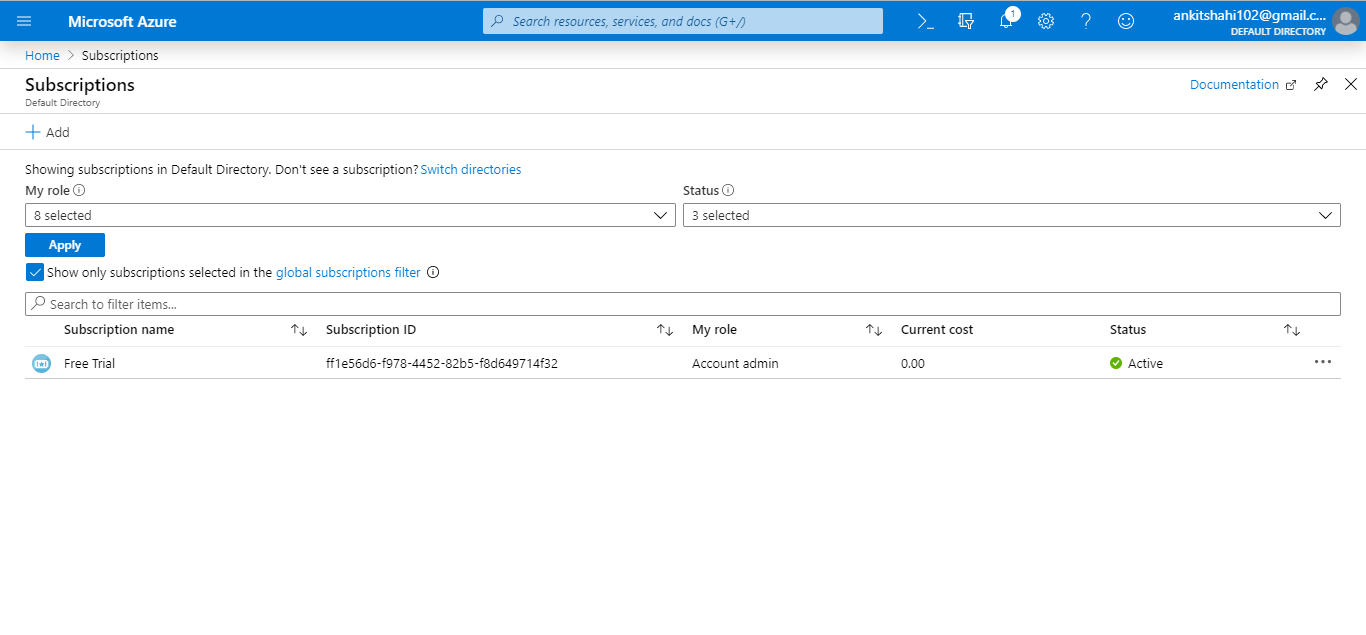 Microsoft Azure
Search resources, services, and docs (G+/)
1
ankitshahi102@gmail.c...
DEFAULT DIRECTORY
Home > Subscriptions
Subscriptions
Default Directory
Documentation
Add
Showing subscriptions in Default Directory. Don't see a subscription? Switch directories
My role
Status
8 selected
3 selected
Apply
Show only subscriptions selected in the global subscriptions filter
Search to filter items...
Subscription name Subscription ID My role Current cost Status
Free Trial ff1e56d6-f978-4452-82b5-f8d649714f32 Account admin 0.00 Active